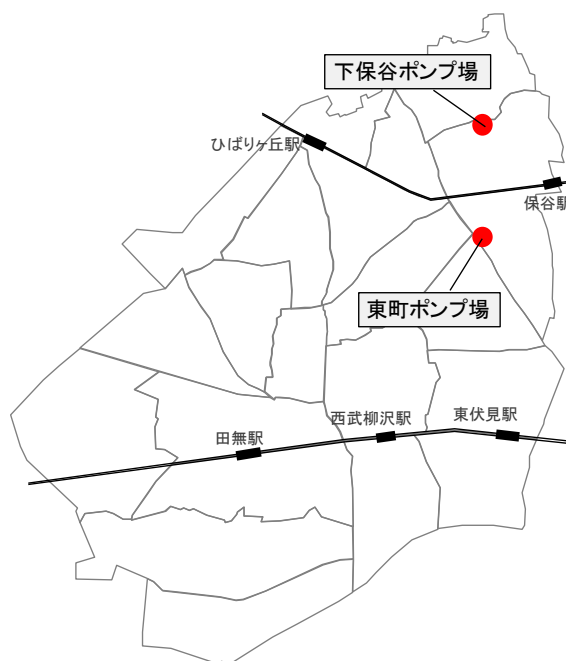 下保谷ポンプ場
ひばりヶ丘駅
保谷駅
東町ポンプ場
西武柳沢駅
東伏見駅
田無駅